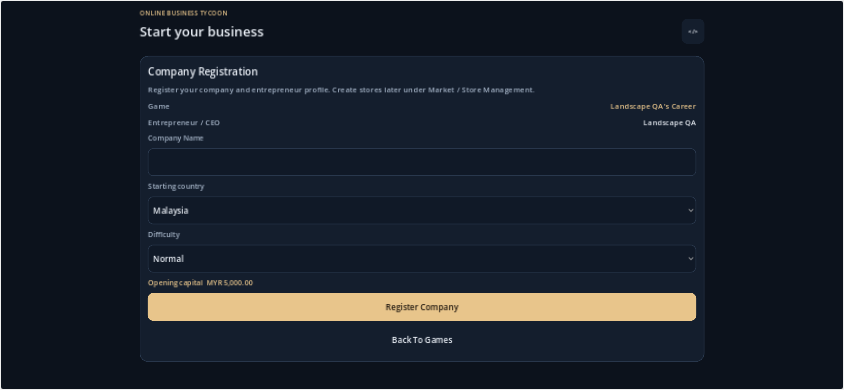 ONLINE BUSINESS TYCOON
Start your business
</>
Company Registration
Register your company and entrepreneur profile. Create stores later under Market / Store Management.
Game Landscape QA's Career
Entrepreneur / CEO Landscape QA
Company Name
Starting country
Malaysia
Difficulty
Normal
Opening capital MYR 5,000.00
Register Company
Back To Games